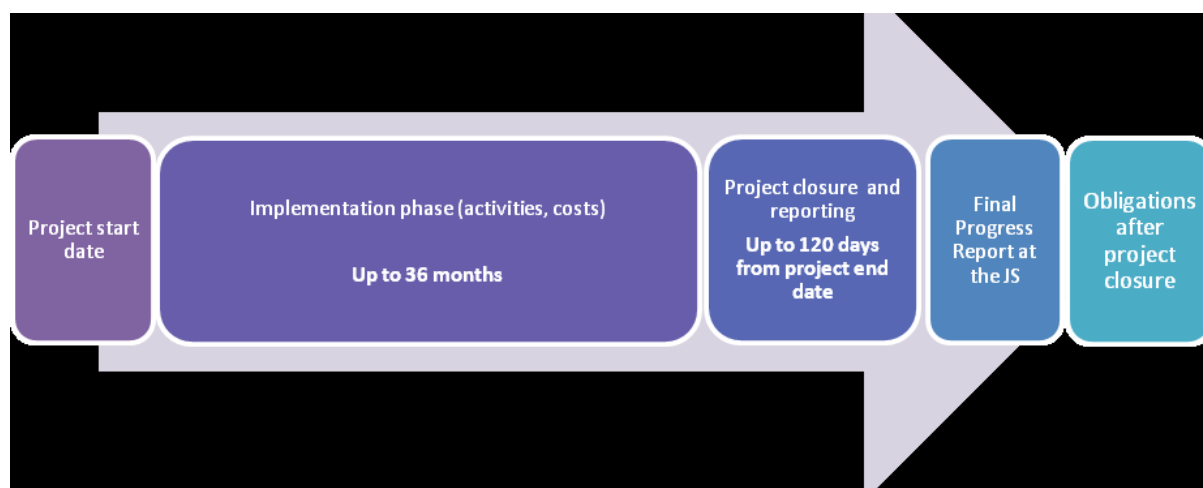 Project start
date
Implementation phase (activities, costs)
Up to 36 months
Project closure and
reporting
Up to 120 days
from project end
date
Final
Progress
Report at
the JS
Obligations
after
project
closure